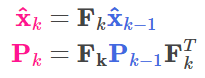 x̂ₖ = Fₖx̂ₖ₋₁
Pₖ = FₖPₖ₋₁Fₖᵀ